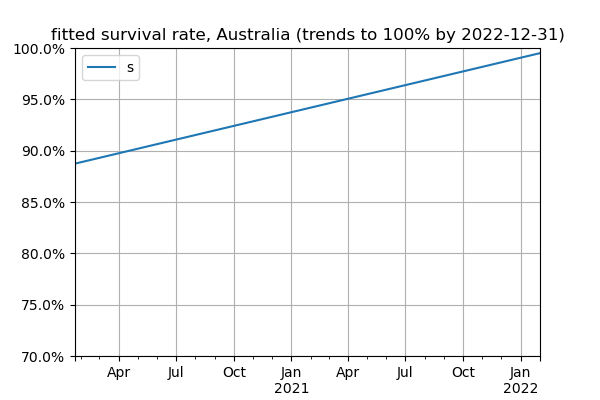 fitted survival rate, Australia (trends to 100% by 2022-12-31)
100.0%
s
95.0%
90.0%
85.0%
80.0%
75.0%
70.0%
Apr Jul Oct Jan Apr Jul Oct Jan
2021 2022